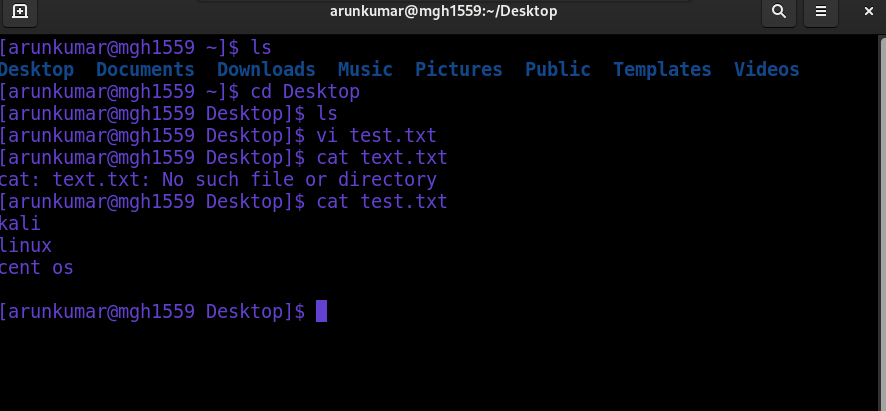 arunkumar@mgh1559:~/Desktop
[arunkumar@mgh1559 ~]$ ls
Desktop  Documents  Downloads  Music  Pictures  Public  Templates  Videos
[arunkumar@mgh1559 ~]$ cd Desktop
[arunkumar@mgh1559 Desktop]$ ls
[arunkumar@mgh1559 Desktop]$ vi test.txt
[arunkumar@mgh1559 Desktop]$ cat text.txt
cat: text.txt: No such file or directory
[arunkumar@mgh1559 Desktop]$ cat test.txt
kali
linux
cent os
[arunkumar@mgh1559 Desktop]$